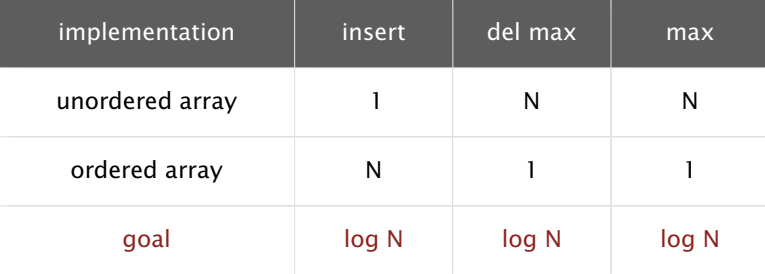 implementation insert del max max
unordered array 1 N N
ordered array N 1 1
goal log N log N log N